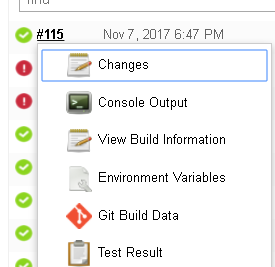 #115 Nov 7, 2017 6:47 PM
Changes
Console Output
View Build Information
Environment Variables
Git Build Data
Test Result